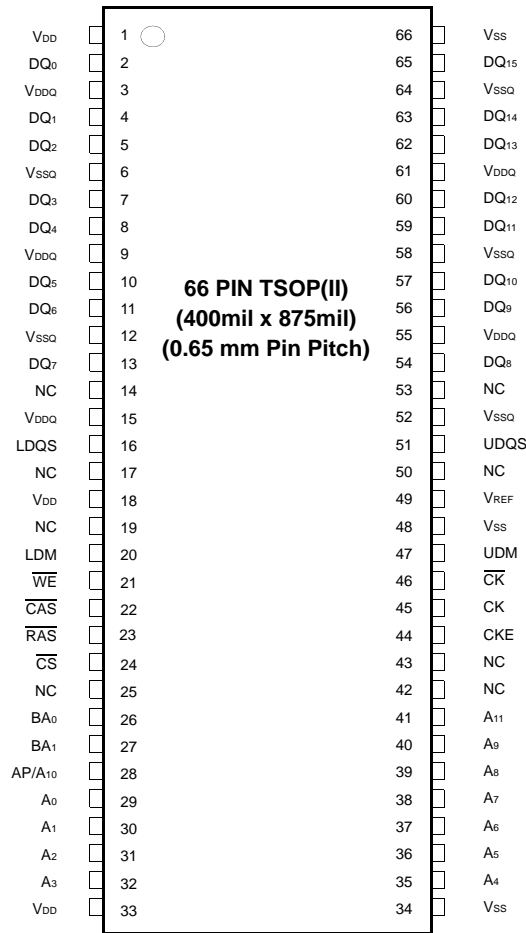 VDD 1 66 VSS
DQ0 2 65 DQ15
VDDQ 3 64 VSSQ
DQ1 4 63 DQ14
DQ2 5 62 DQ13
VSSQ 6 61 VDDQ
DQ3 7 60 DQ12
DQ4 8 59 DQ11
VDDQ 9 58 VSSQ
DQ5 10 57 DQ10
66 PIN TSOP(II)
DQ6 11 56 DQ9
(400mil x 875mil)
VSSQ 12 55 VDDQ
(0.65 mm Pin Pitch)
DQ7 13 54 DQ8
NC 14 53 NC
VDDQ 15 52 VSSQ
LDQS 16 51 UDQS
NC 17 50 NC
VDD 18 49 VREF
NC 19 48 VSS
LDM 20 47 UDM
W̅E̅ 21 46 C̅K̅
C̅A̅S̅ 22 45 CK
R̅A̅S̅ 23 44 CKE
C̅S̅ 24 43 NC
NC 25 42 NC
BA0 26 41 A11
BA1 27 40 A9
AP/A10 28 39 A8
A0 29 38 A7
A1 30 37 A6
A2 31 36 A5
A3 32 35 A4
VDD 33 34 VSS